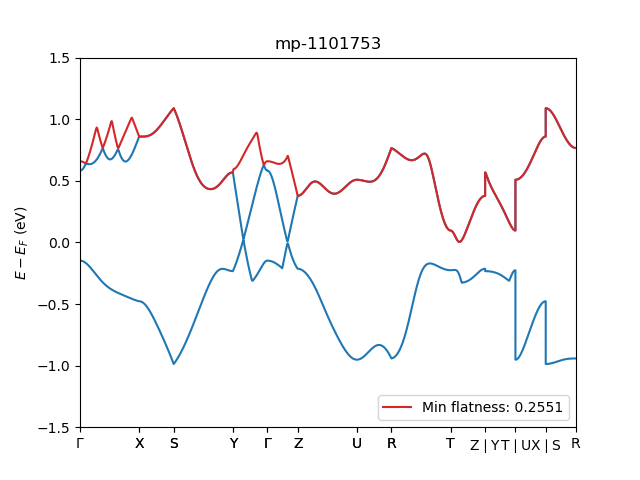 mp-1101753
E − E_F (eV)
1.5
1.0
0.5
0.0
−0.5
−1.0
−1.5
Min flatness: 0.2551
Γ X S Y Γ Z U R T Z | Y T | U X | S R